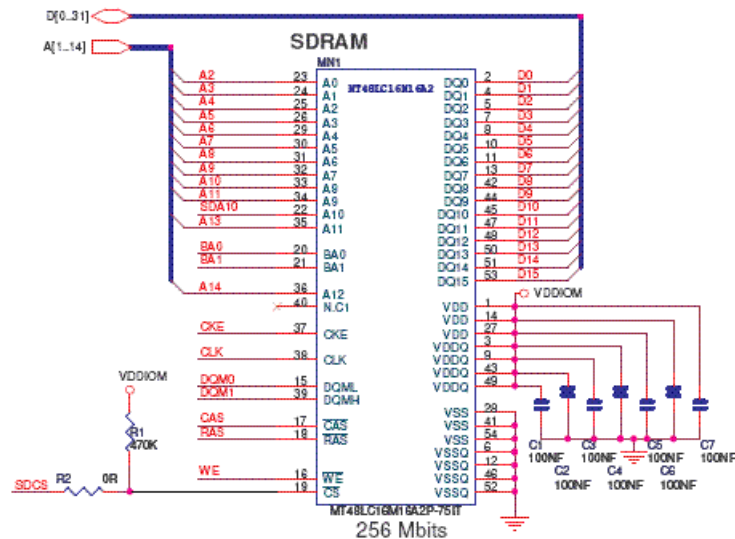 D[0..31]
A[1..14]
SDRAM
MN1
MT48LC16M16A2
A2 23 A0 DQ0 2 D0
A3 24 A1 DQ1 4 D1
A4 25 A2 DQ2 5 D2
A5 26 A3 DQ3 7 D3
A6 29 A4 DQ4 8 D4
A7 30 A5 DQ5 10 D5
A8 31 A6 DQ6 11 D6
A9 32 A7 DQ7 13 D7
A10 33 A8 DQ8 42 D8
A11 34 A9 DQ9 44 D9
SDA10 22 A10 DQ10 45 D10
A13 35 A11 DQ11 47 D11
DQ12 48 D12
BA0 20 BA0 DQ13 50 D13
BA1 21 BA1 DQ14 51 D14
DQ15 53 D15
A14 36 A12
40 N.C1
VDDIOM
VDD 1
VDD 14
CKE 37 CKE VDD 27
VDDQ 3
CLK 38 CLK VDDQ 9
VDDQ 43
VDDQ 49
VDDIOM
DQM0 15 DQML
DQM1 39 DQMH
R1
470K
CAS 17 CAS
RAS 18 RAS
VSS 28
VSS 41
VSS 54
VSSQ 6
VSSQ 12
VSSQ 46
VSSQ 52
WE 16 WE
SDCS R2 0R 19 CS
C1 C3 C5 C7
100NF 100NF 100NF 100NF
C2 C4 C6
100NF 100NF 100NF
MT48LC16M16A2P-75IT
256 Mbits